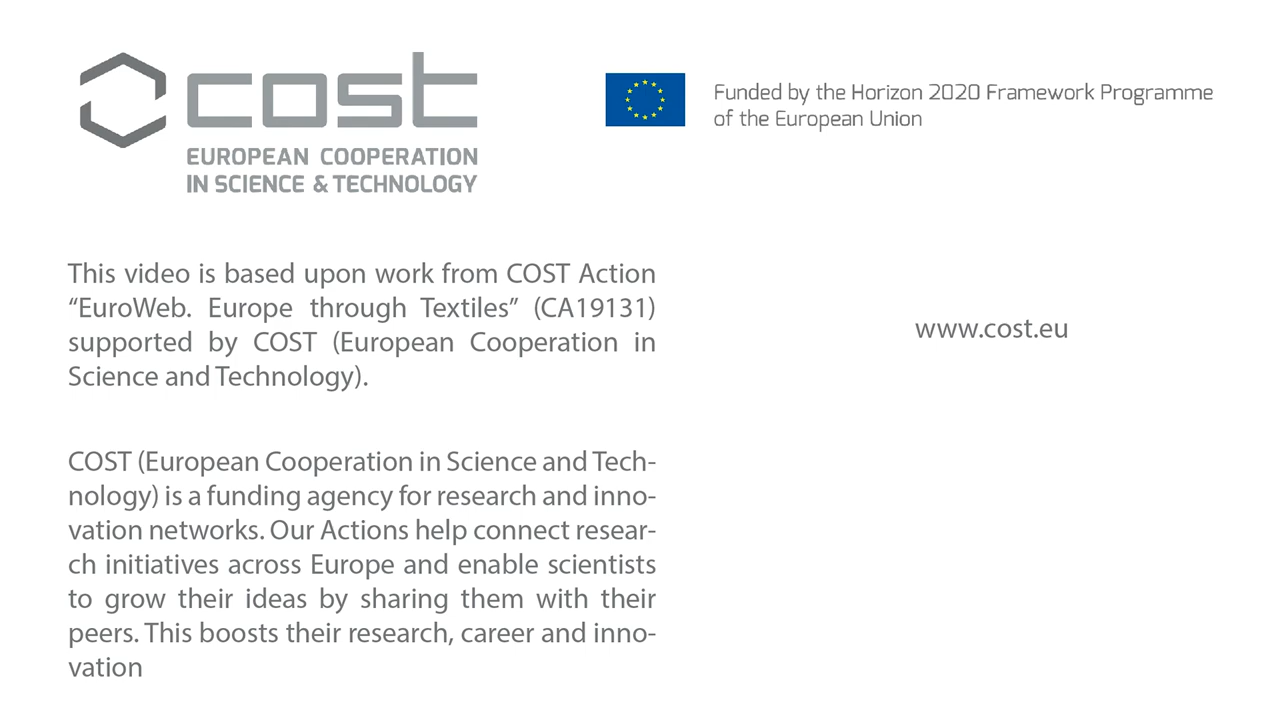 cost
EUROPEAN COOPERATION
IN SCIENCE & TECHNOLOGY
Funded by the Horizon 2020 Framework Programme
of the European Union
This video is based upon work from COST Action
“EuroWeb. Europe through Textiles” (CA19131)
supported by COST (European Cooperation in
Science and Technology).
www.cost.eu
COST (European Cooperation in Science and Tech-
nology) is a funding agency for research and inno-
vation networks. Our Actions help connect resear-
ch initiatives across Europe and enable scientists
to grow their ideas by sharing them with their
peers. This boosts their research, career and inno-
vation